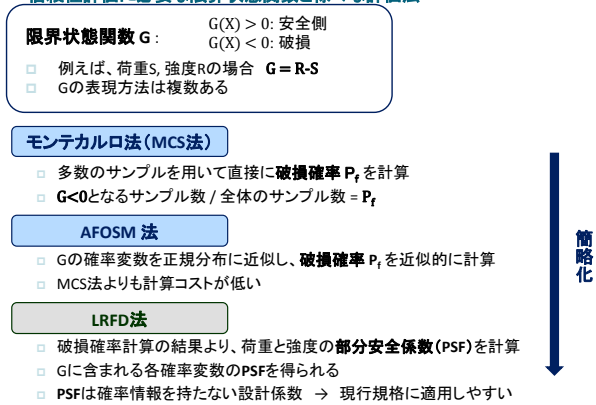 限界状態関数 G :
G(X) > 0: 安全側
G(X) < 0: 破損
□ 例えば、荷重S, 強度Rの場合 G = R-S
□ Gの表現方法は複数ある
モンテカルロ法(MCS法)
□ 多数のサンプルを用いて直接に破損確率 Pf を計算
□ G<0となるサンプル数 / 全体のサンプル数 = Pf
AFOSM 法
□ Gの確率変数を正規分布に近似し、破損確率 Pf を近似的に計算
□ MCS法よりも計算コストが低い
LRFD法
□ 破損確率計算の結果より、荷重と強度の部分安全係数(PSF)を計算
□ Gに含まれる各確率変数のPSFを得られる
□ PSFは確率情報を持たない設計係数 → 現行規格に適用しやすい
簡略化